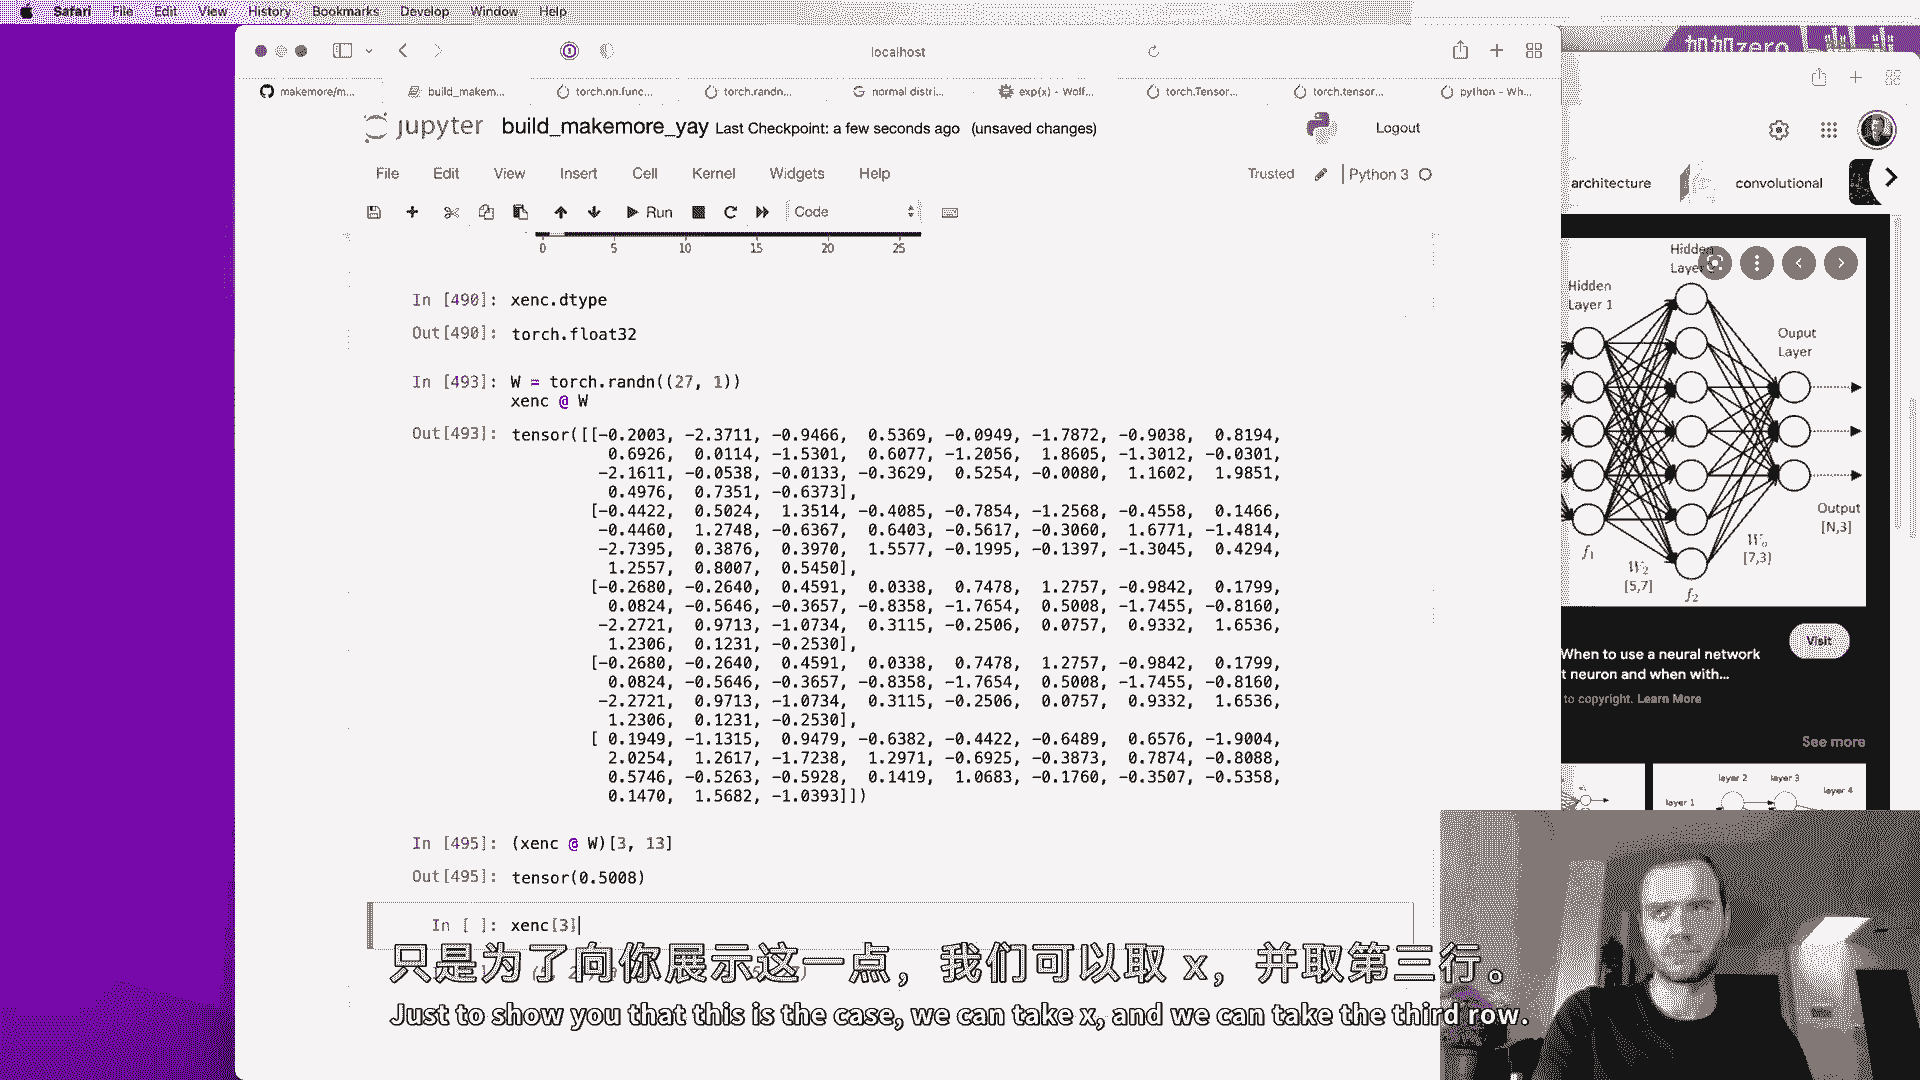 Safari File Edit View History Bookmarks Develop Window Help
localhost
makemore/m... build_makem... torch.nn.func... torch.randn... normal distri... exp(x) - Wolf... torch.Tensor... torch.tensor... python - Wh...
jupyter build_makemore_yay Last Checkpoint: a few seconds ago (unsaved changes)
Logout
File Edit View Insert Cell Kernel Widgets Help
Trusted Python 3
Run Code
0 5 10 15 20 25
In [490]: xenc.dtype
Out[490]: torch.float32
In [493]: W = torch.randn((27, 1))
xenc @ W
Out[493]: tensor([[-0.2003, -2.3711, -0.9466, 0.5369, -0.0949, -1.7872, -0.9038, 0.8194,
0.6926, 0.0114, -1.5301, 0.6077, -1.2056, 1.8605, -1.3012, -0.0301,
-2.1611, -0.0538, -0.0133, -0.3629, 0.5254, -0.0080, 1.1602, 1.9851,
0.4976, 0.7351, -0.6373],
[-0.4422, 0.5024, 1.3514, -0.4085, -0.7854, -1.2568, -0.4558, 0.1466,
-0.4460, 1.2748, -0.6367, 0.6403, -0.5617, -0.3060, 1.6771, -1.4814,
-2.7395, 0.3876, 0.3970, 1.5577, -0.1995, -0.1397, -1.3045, 0.4294,
1.2557, 0.8007, 0.5450],
[-0.2680, -0.2640, 0.4591, 0.0338, 0.7478, 1.2757, -0.9842, 0.1799,
0.0824, -0.5646, -0.3657, -0.8358, -1.7654, 0.5008, -1.7455, -0.8160,
-2.2721, 0.9713, -1.0734, 0.3115, -0.2506, 0.0757, 0.9332, 1.6536,
1.2306, 0.1231, -0.2530],
[-0.2680, -0.2640, 0.4591, 0.0338, 0.7478, 1.2757, -0.9842, 0.1799,
0.0824, -0.5646, -0.3657, -0.8358, -1.7654, 0.5008, -1.7455, -0.8160,
-2.2721, 0.9713, -1.0734, 0.3115, -0.2506, 0.0757, 0.9332, 1.6536,
1.2306, 0.1231, -0.2530],
[ 0.1949, -1.1315, 0.9479, -0.6382, -0.4422, -0.6489, 0.6576, -1.9004,
2.0254, 1.2617, -1.7238, 1.2971, -0.6925, -0.3873, 0.7874, -0.8088,
0.5746, -0.5263, -0.5928, 0.1419, 1.0683, -0.1760, -0.3507, -0.5358,
0.1470, 1.5682, -1.0393]])
In [495]: (xenc @ W)[3, 13]
Out[495]: tensor(0.5008)
In [ ]: xenc[3]
只是为了向你展示这一点，我们可以取 x，并取第三行。
Just to show you that this is the case, we can take x, and we can take the third row.
architecture convolutional
Hidden
Layer
Hidden
Layer 1
Ouput
Layer
Output
[N,3]
f1
W2
[5,7]
f2
[7,3]
Visit
When to use a neural network
t neuron and when with...
to copyright. Learn More
See more
layer 1
layer 2
layer 3
layer 4